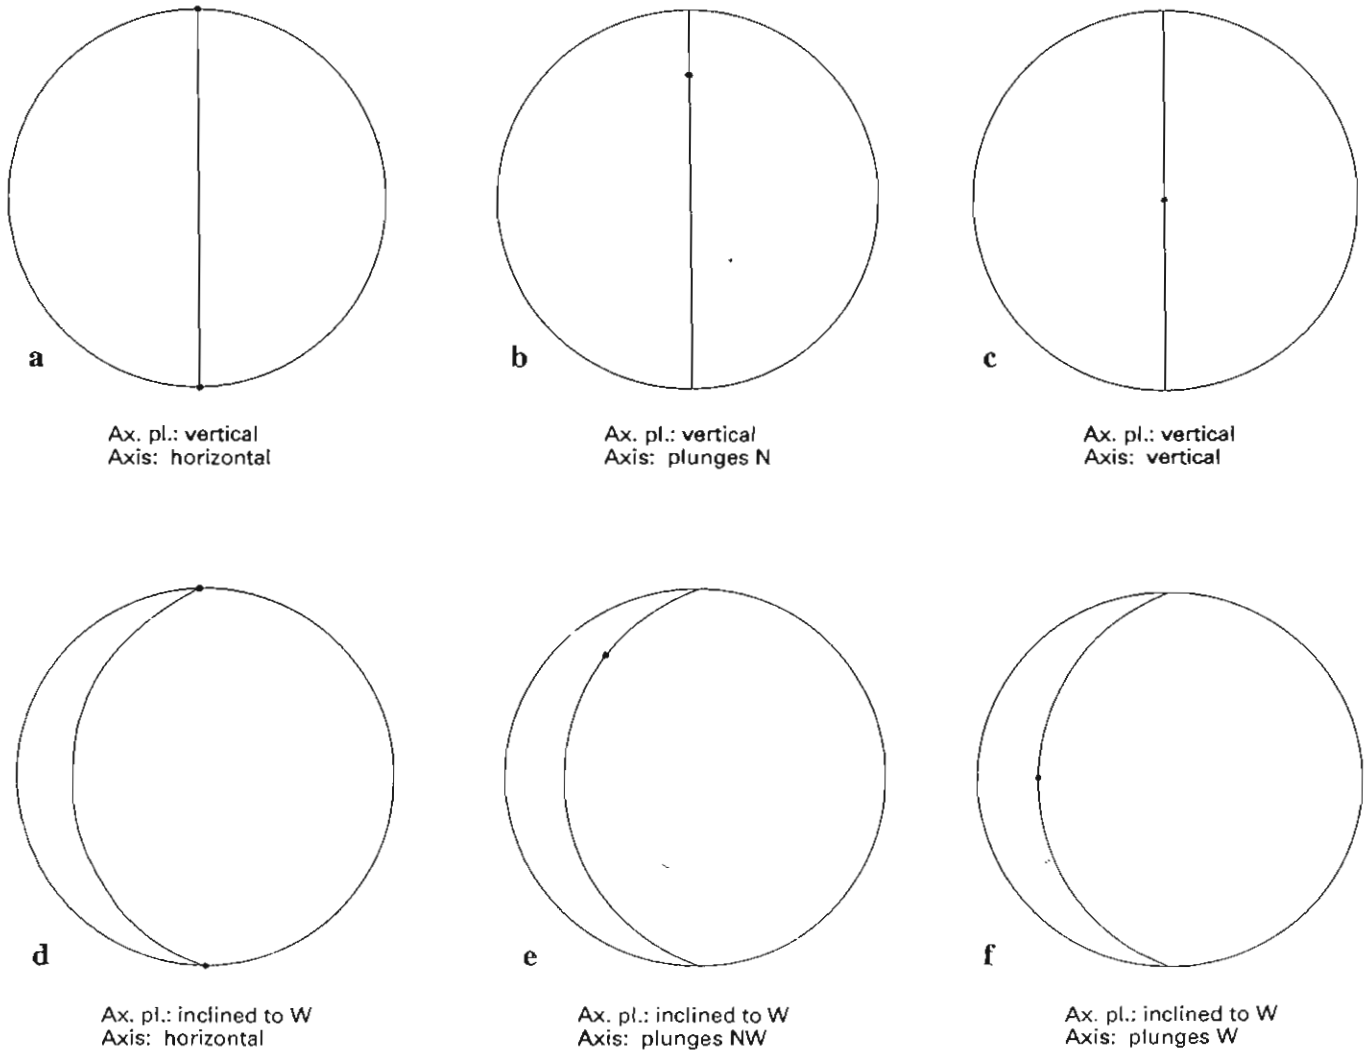 a
b
c
Ax. pl.: vertical
Axis: horizontal
Ax. pl.: vertical
Axis: plunges N
Ax. pl.: vertical
Axis: vertical
d
e
f
Ax. pl.: inclined to W
Axis: horizontal
Ax. pl.: inclined to W
Axis: plunges NW
Ax. pl.: inclined to W
Axis: plunges W